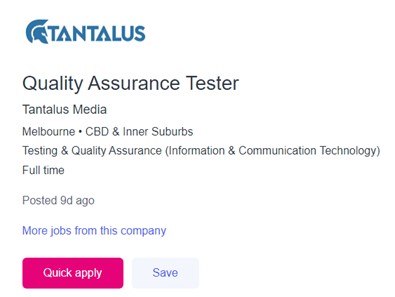 TANTALUS
Quality Assurance Tester
Tantalus Media
Melbourne • CBD & Inner Suburbs
Testing & Quality Assurance (Information & Communication Technology)
Full time
Posted 9d ago
More jobs from this company
Quick apply
Save